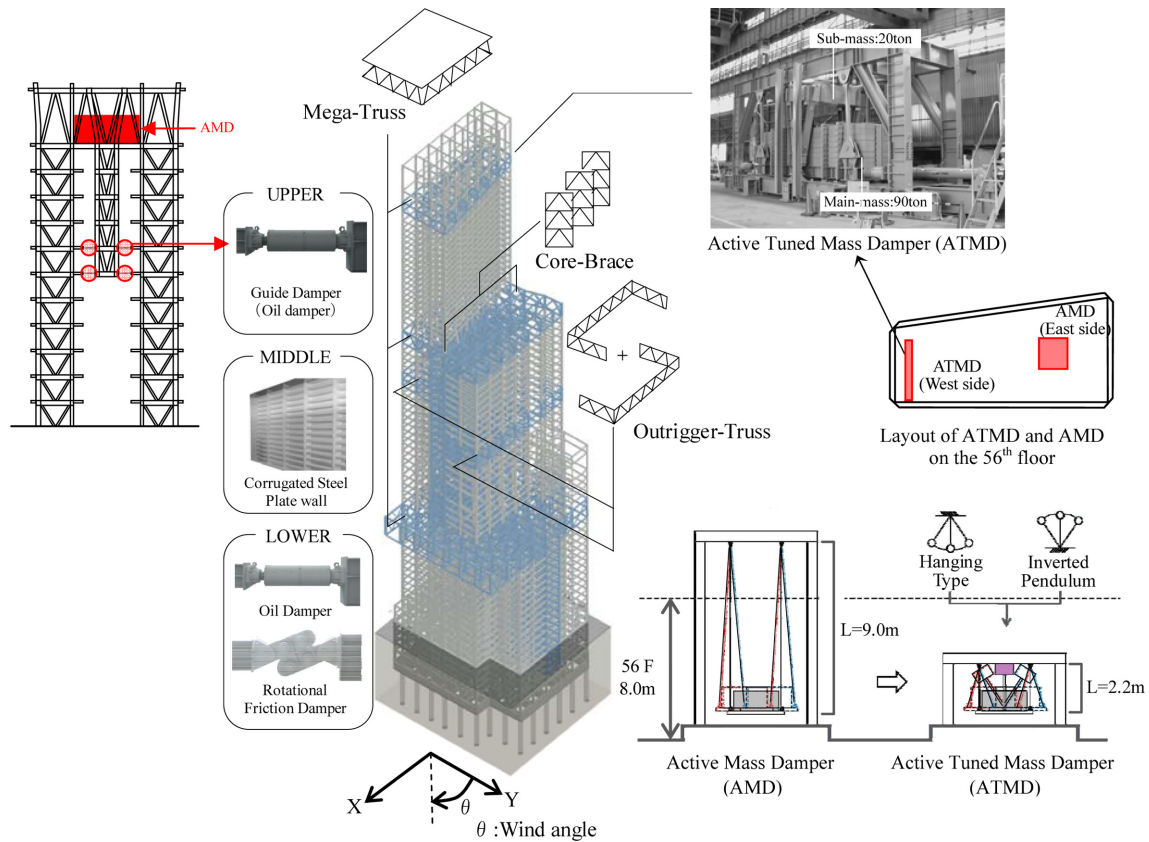 AMD
Mega-Truss
UPPER
Guide Damper
(Oil damper)
MIDDLE
Corrugated Steel
Plate wall
LOWER
Oil Damper
Rotational
Friction Damper
Core-Brace
+
Outrigger-Truss
Sub-mass:20ton
Main-mass:90ton
Active Tuned Mass Damper (ATMD)
AMD
(East side)
ATMD
(West side)
Layout of ATMD and AMD
on the 56th floor
Hanging
Type
Inverted
Pendulum
L=9.0m
56 F
8.0m
L=2.2m
Active Mass Damper
(AMD)
Active Tuned Mass Damper
(ATMD)
X
Y
θ
θ :Wind angle